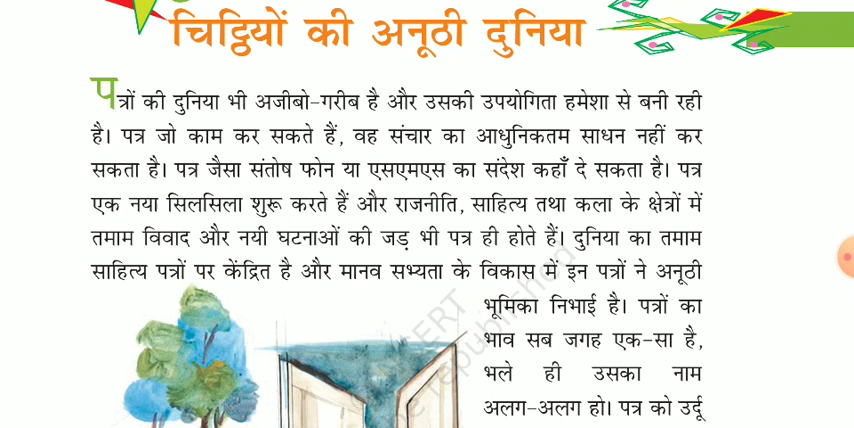 चिट्ठियों की अनूठी दुनिया
पत्रों की दुनिया भी अजीबो-गरीब है और उसकी उपयोगिता हमेशा से बनी रही
है। पत्र जो काम कर सकते हैं, वह संचार का आधुनिकतम साधन नहीं कर
सकता है। पत्र जैसा संतोष फोन या एसएमएस का संदेश कहाँ दे सकता है। पत्र
एक नया सिलसिला शुरू करते हैं और राजनीति, साहित्य तथा कला के क्षेत्रों में
तमाम विवाद और नयी घटनाओं की जड़ भी पत्र ही होते हैं। दुनिया का तमाम
साहित्य पत्रों पर केंद्रित है और मानव सभ्यता के विकास में इन पत्रों ने अनूठी
भूमिका निभाई है। पत्रों का
भाव सब जगह एक-सा है,
भले ही उसका नाम
अलग-अलग हो। पत्र को उर्दू